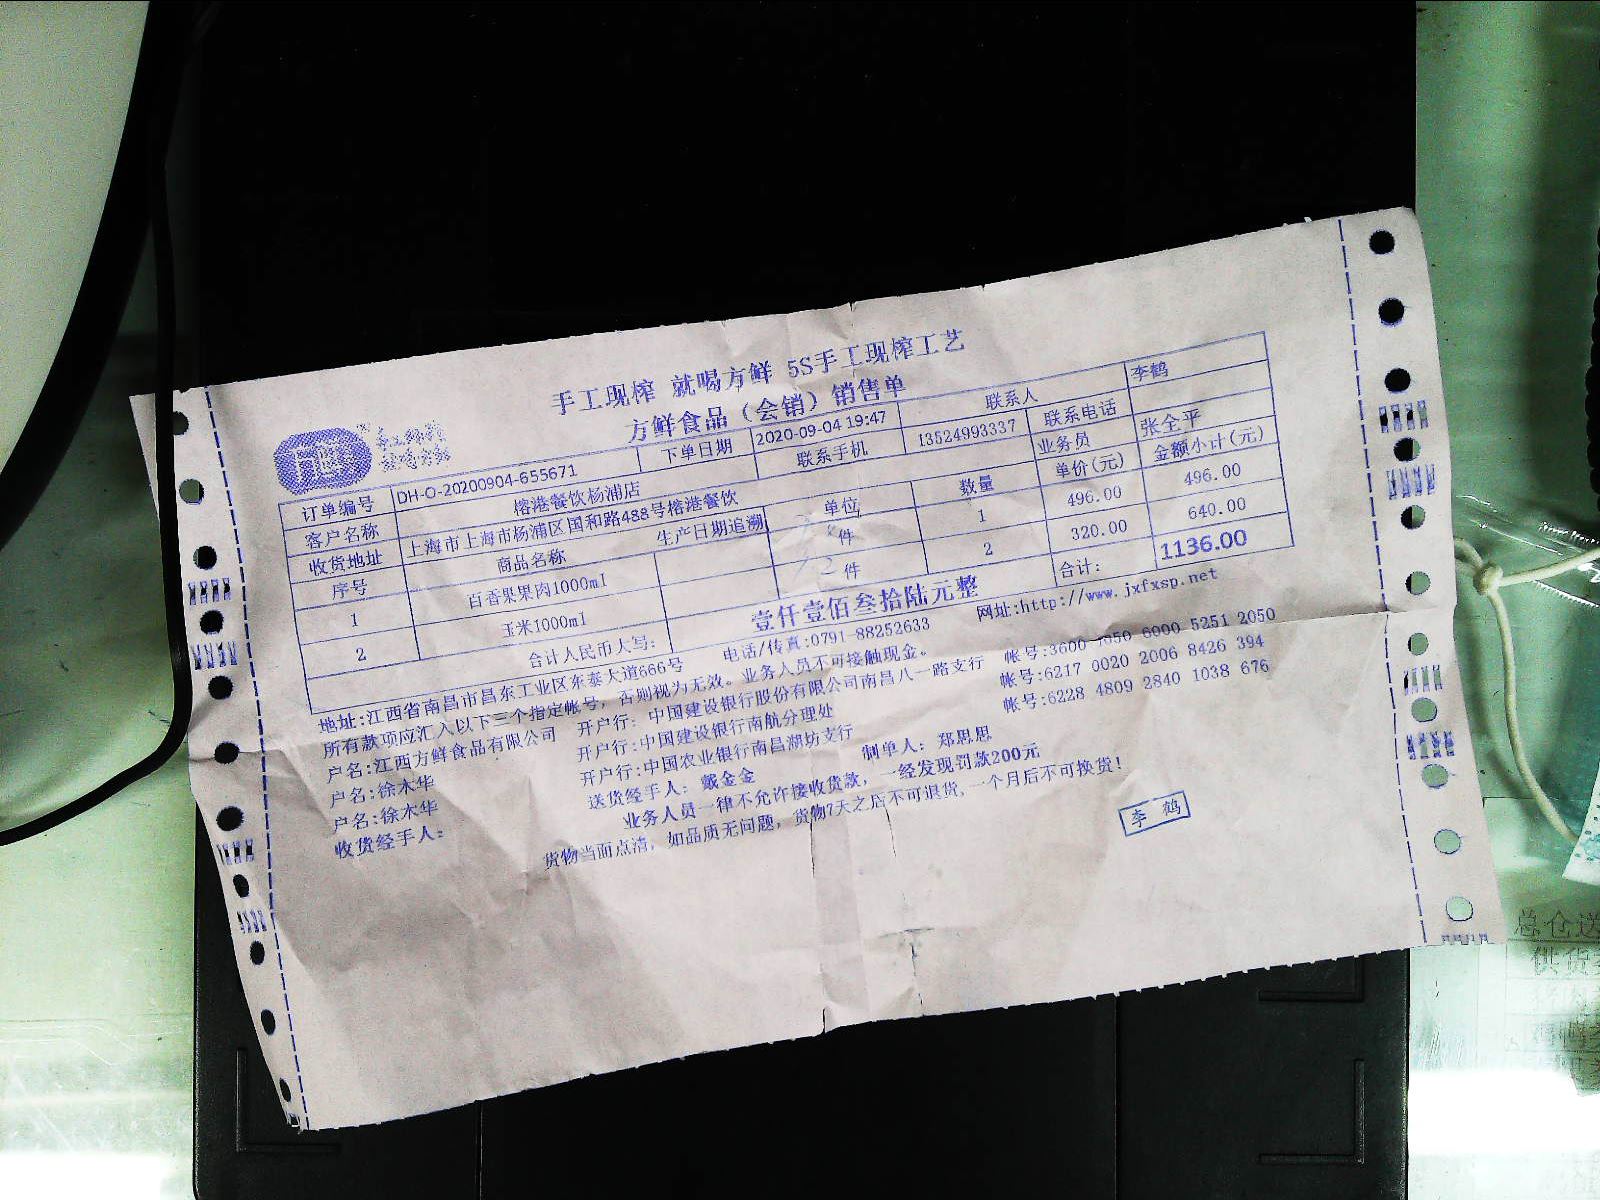 手工现榨 就喝方鲜 5S手工现榨工艺
方鲜食品（会销）销售单
订单编号 DH-O-20200904-655671 下单日期 2020-09-04 19:47 联系人 李鹤
客户名称 榕港餐饮杨浦店 联系手机 13524993337 联系电话
收货地址 上海市上海市杨浦区国和路488号榕港餐饮 业务员 张全平
序号 商品名称 生产日期追溯 单位 数量 单价(元) 金额小计(元)
1 百香果果肉1000ml 件 1 496.00 496.00
2 玉米1000ml 件 2 320.00 640.00
合计人民币大写: 壹仟壹佰叁拾陆元整 合计: 1136.00
地址:江西省南昌市昌东工业区东泰大道666号 电话/传真:0791-88252633 网址:http://www.jxfxsp.net
所有款项应汇入以下三个指定帐号，否则视为无效。业务人员不可接触现金。
户名:江西方鲜食品有限公司 开户行: 中国建设银行股份有限公司南昌八一路支行 帐号:3600 1050 6000 5251 2050
户名:徐木华 开户行:中国建设银行南航分理处 帐号:6217 0020 2006 8426 394
户名:徐木华 开户行:中国农业银行南昌湖坊支行 帐号:6228 4809 2840 1038 676
收货经手人: 送货经手人: 戴金金 制单人: 郑思思
业务人员一律不允许接收货款，一经发现罚款200元
货物当面点清，如品质无问题，货物7天之后不可退货,一个月后不可换货!
李 鹤
总仓送
供货